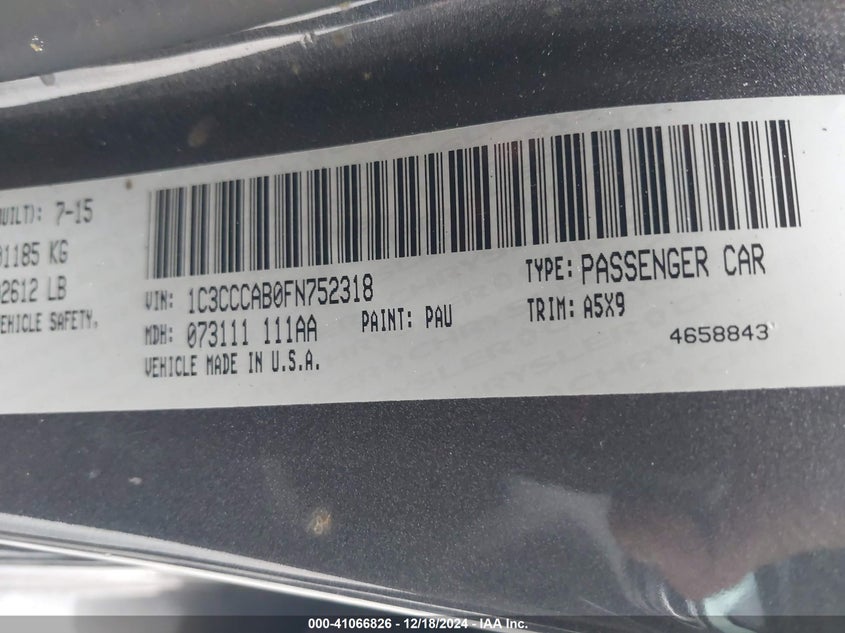 UILT): 7-15
01185 KG
02612 LB
EHICLE SAFETY,
VIN: 1C3CCCAB0FN752318
TYPE: PASSENGER CAR
MDH: 073111 111AA
PAINT: PAU
TRIM: A5X9
VEHICLE MADE IN U.S.A.
4658843
000-41066826 - 12/18/2024 - IAA Inc.